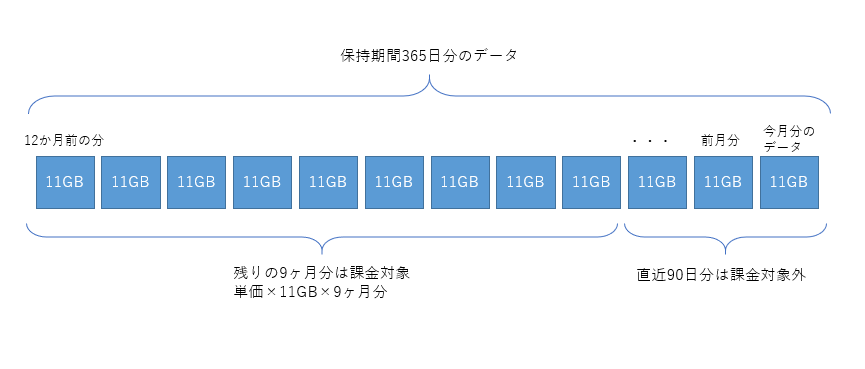 保持期間365日分のデータ
12か月前の分
・・・
前月分
今月分の
データ
11GB
11GB
11GB
11GB
11GB
11GB
11GB
11GB
11GB
11GB
11GB
11GB
残りの9ヶ月分は課金対象
単価×11GB×9ヶ月分
直近90日分は課金対象外